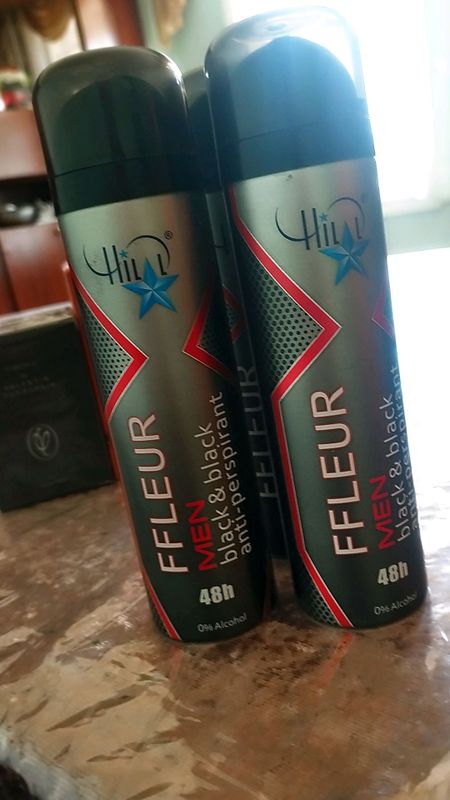 Hilal®
FFLEUR
MEN
black & black
anti-perspirant
48h
0% Alcohol
Hilal
FFLEUR
MEN
black & black
anti-perspirant
48h
0% Alcohol
FFLEUR